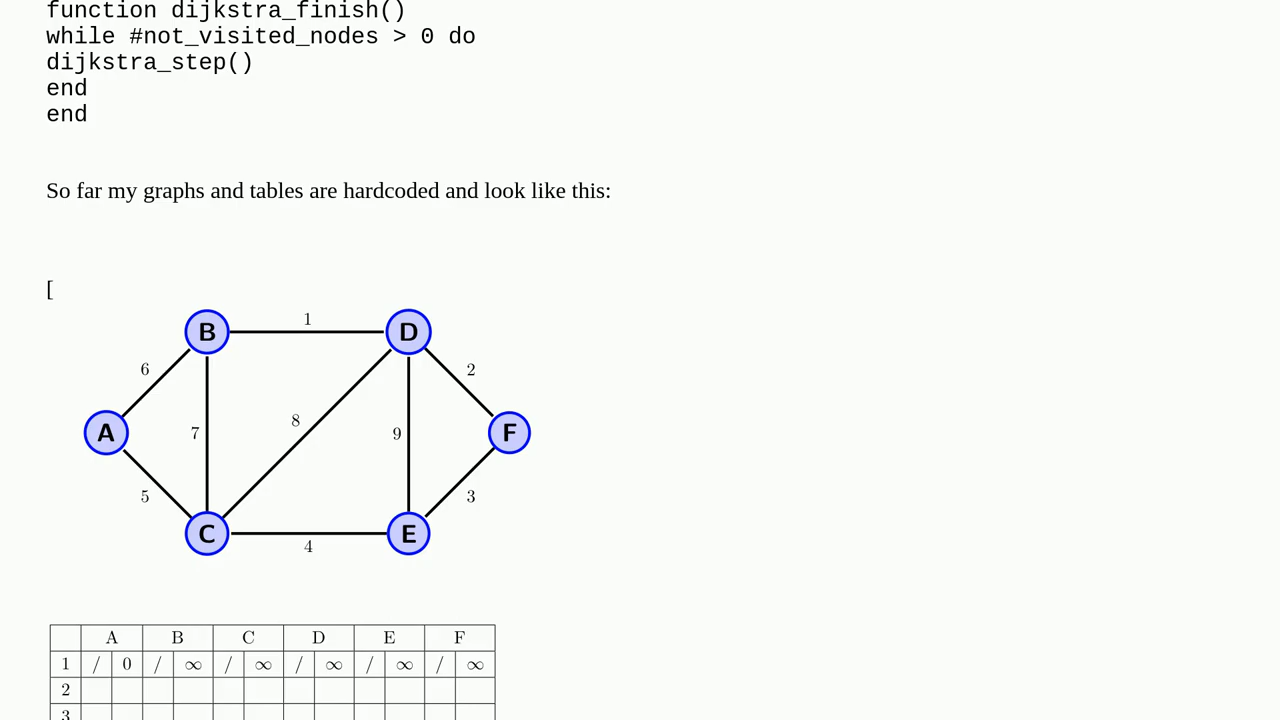 function dijkstra_finish()
while #not_visited_nodes > 0 do
dijkstra_step()
end
end
So far my graphs and tables are hardcoded and look like this:
[
1
B D
6 2
8
A 7 9 F
5 3
C E
4
A B C D E F
1 / 0 / ∞ / ∞ / ∞ / ∞ / ∞
2
3